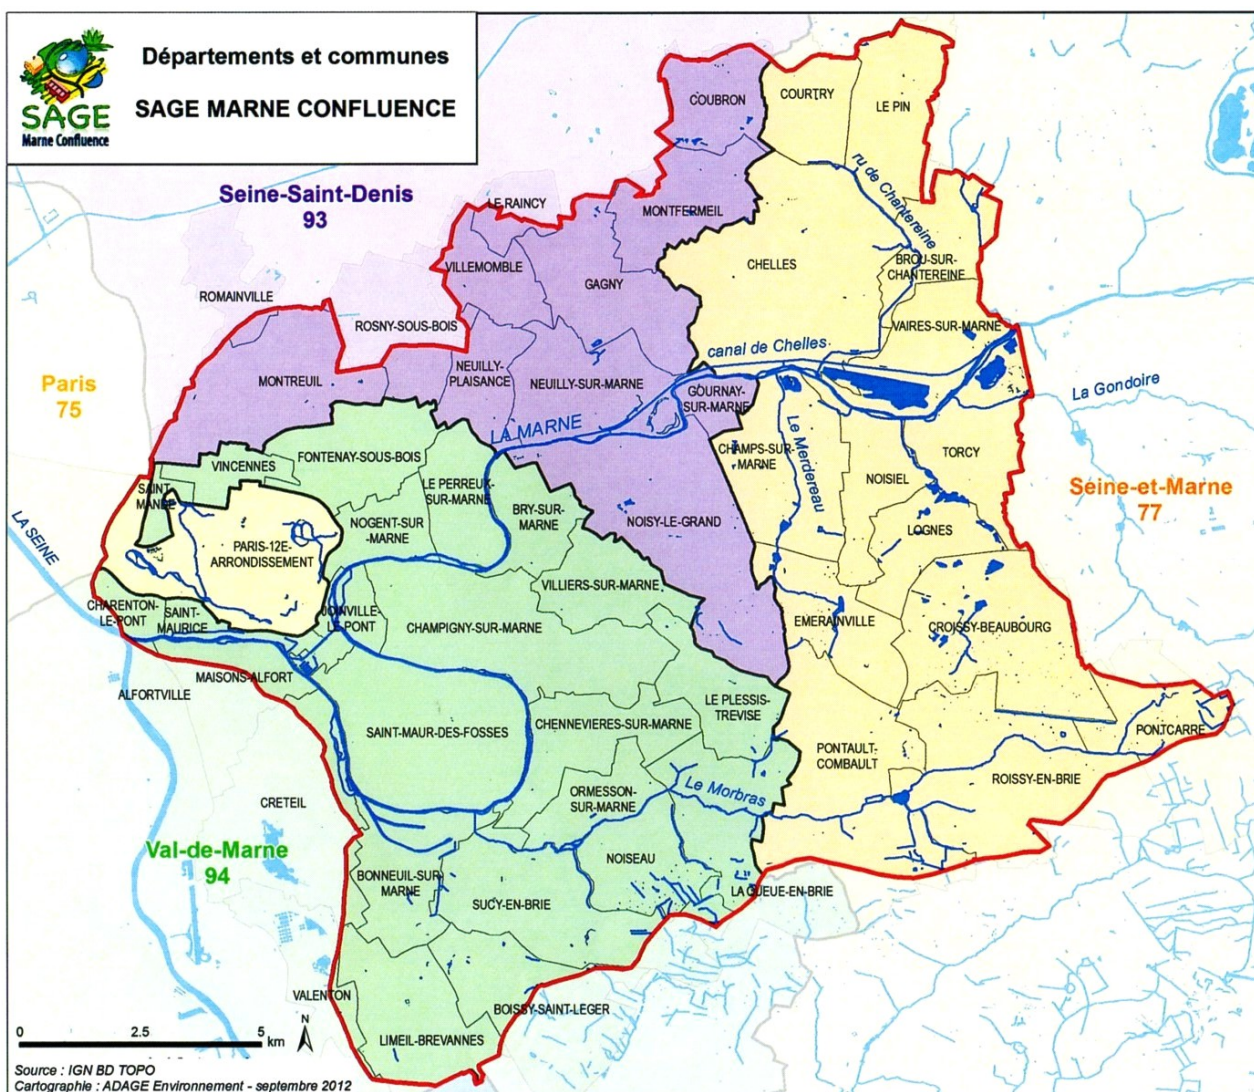 SAGE
Marne Confluence
Départements et communes
SAGE MARNE CONFLUENCE
COUBRON
COURTRY
LE PIN
Seine-Saint-Denis
93
LE RAINCY
MONTFERMEIL
ru de Chantereine
VILLEMOMBLE
GAGNY
CHELLES
BROU-SUR-
CHANTEREINE
ROMAINVILLE
ROSNY-SOUS-BOIS
VAIRES-SUR-MARNE
canal de Chelles
Paris
75
MONTREUIL
NEUILLY-
PLAISANCE
NEUILLY-SUR-MARNE
GOURNAY-
SUR-MARNE
La Gondoire
LA MARNE
VINCENNES
FONTENAY-SOUS-BOIS
CHAMPS-SUR-
MARNE
Le Merdereau
TORCY
NOISIEL
SAINT-
MANDE
LE PERREUX-
SUR-MARNE
BRY-SUR-
MARNE
Seine-et-Marne
77
LA SEINE
NOGENT-SUR
-MARNE
NOISY-LE-GRAND
LOGNES
PARIS-12E-
ARRONDISSEMENT
VILLIERS-SUR-MARNE
CHARENTON-
LE-PONT
SAINT-
MAURICE
JOINVILLE-
LE-PONT
CHAMPIGNY-SUR-MARNE
EMERAINVILLE
CROISSY-BEAUBOURG
MAISONS-ALFORT
ALFORTVILLE
LE PLESSIS-
TREVISE
SAINT-MAUR-DES-FOSSES
CHENNEVIERES-SUR-MARNE
PONTCARRE
PONTAULT-
COMBAULT
ROISSY-EN-BRIE
ORMESSON-
SUR-MARNE
Le Morbras
CRETEIL
Val-de-Marne
94
NOISEAU
BONNEUIL-SUR-
MARNE
LA QUEUE-EN-BRIE
SUCY-EN-BRIE
VALENTON
BOISSY-SAINT-LEGER
LIMEIL-BREVANNES
0 2.5 5
km
N
Source : IGN BD TOPO
Cartographie : ADAGE Environnement - septembre 2012